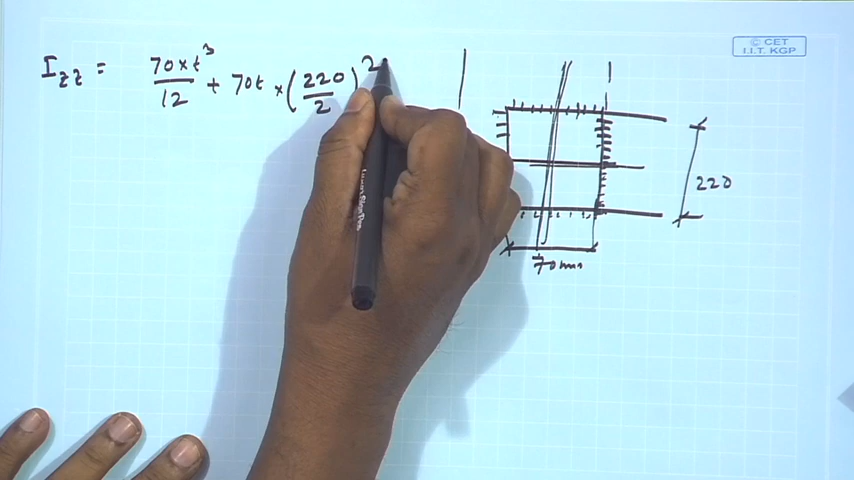 © CET
I.I.T. KGP
I_zz = 70×t³/12 + 70t × (220/2)²
220
70mm